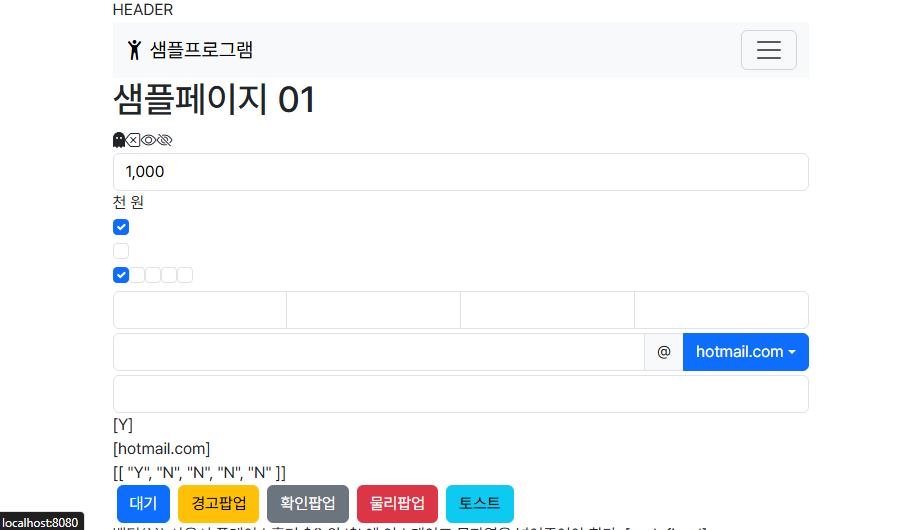 HEADER
샘플프로그램
샘플페이지 01
1,000
천 원
@ hotmail.com
[Y]
[hotmail.com]
[[ "Y", "N", "N", "N", "N" ]]
대기 경고팝업 확인팝업 물리팝업 토스트
localhost:8080